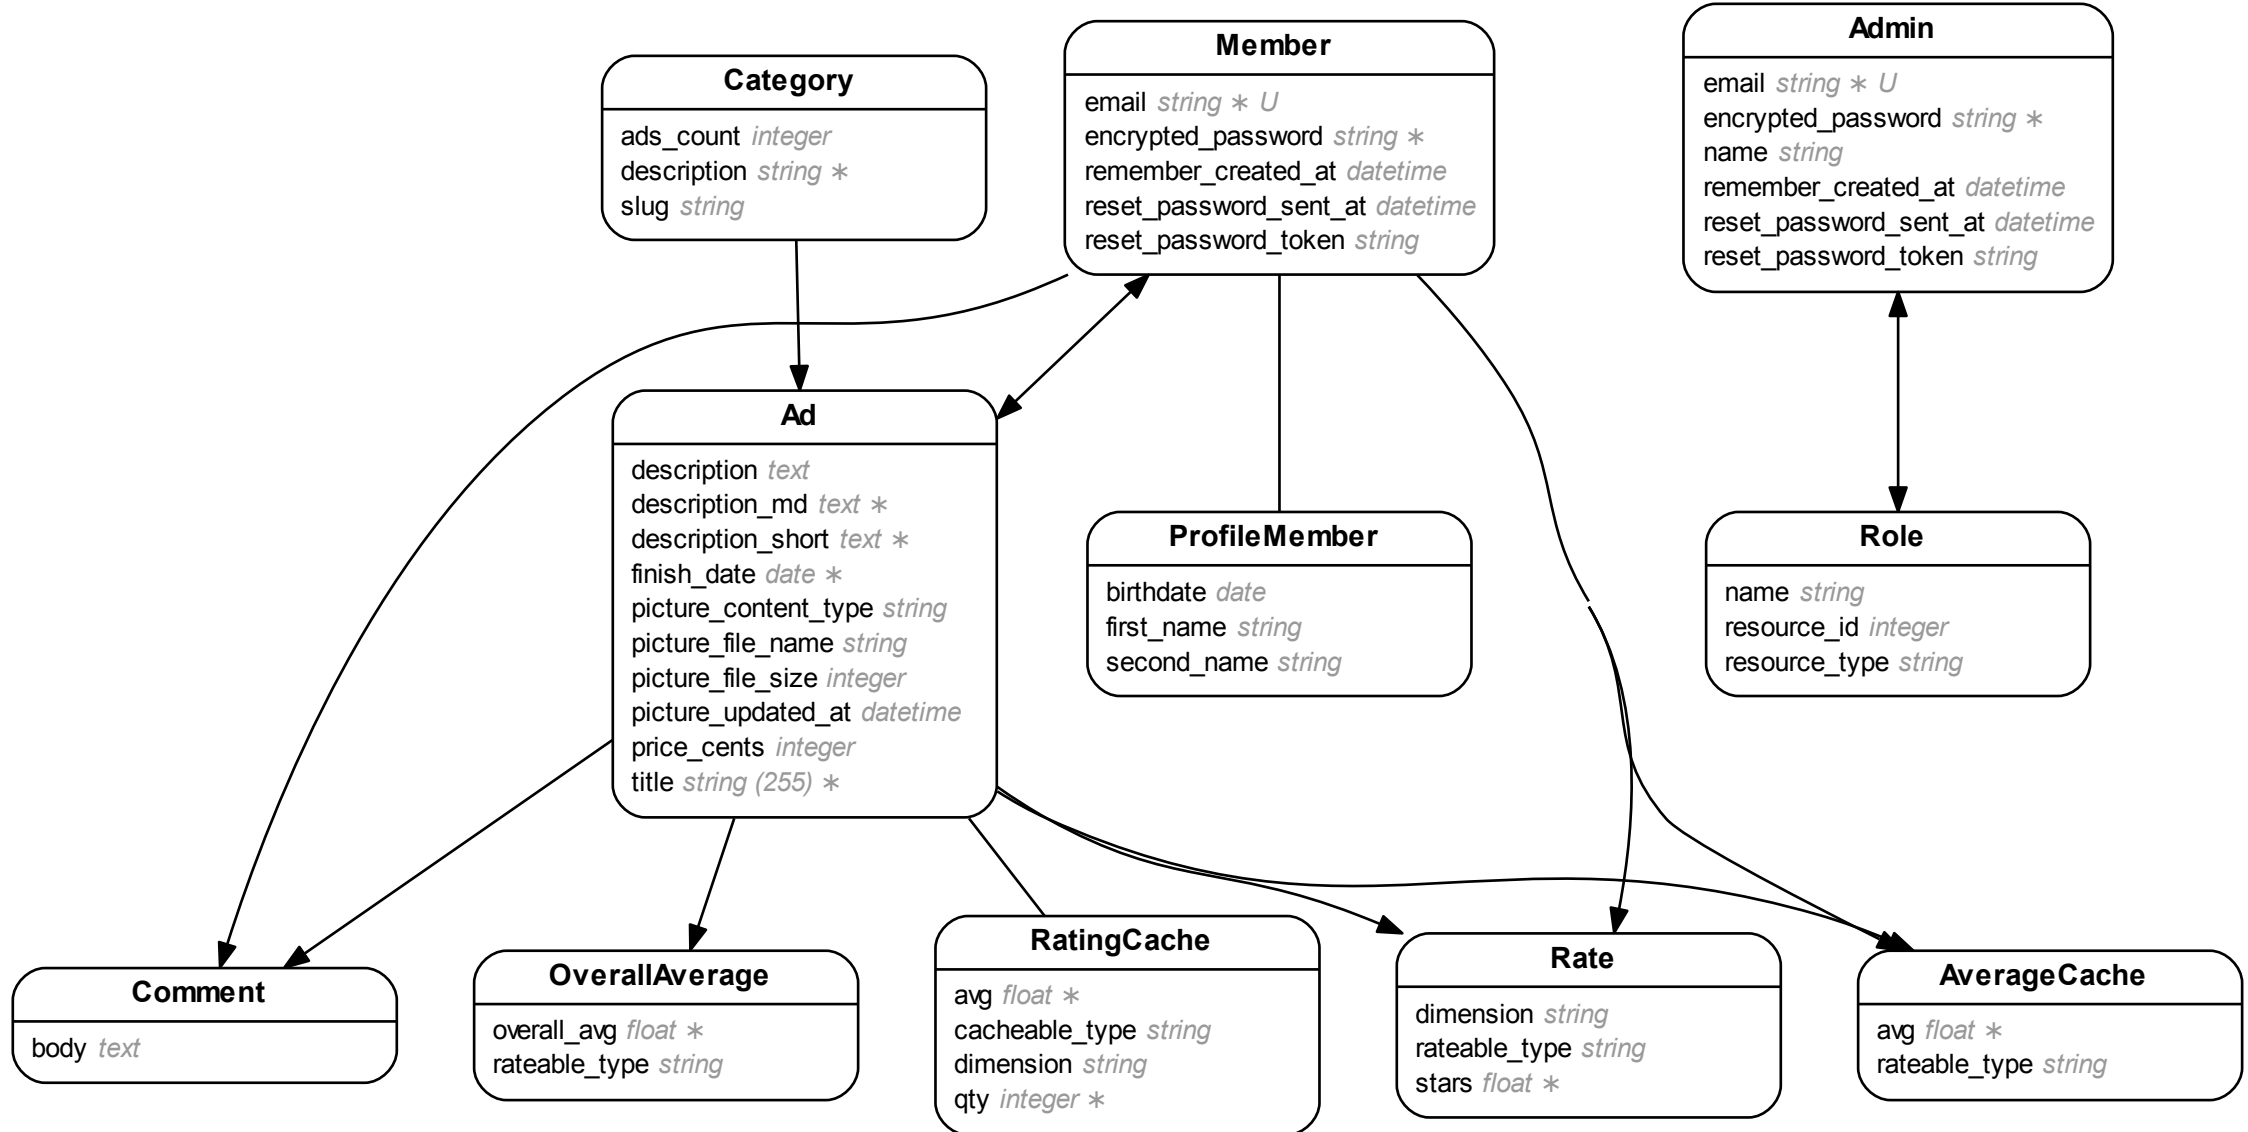 Category
ads_count integer
description string ∗
slug string
Member
email string ∗ U
encrypted_password string ∗
remember_created_at datetime
reset_password_sent_at datetime
reset_password_token string
Admin
email string ∗ U
encrypted_password string ∗
name string
remember_created_at datetime
reset_password_sent_at datetime
reset_password_token string
Ad
description text
description_md text ∗
description_short text ∗
finish_date date ∗
picture_content_type string
picture_file_name string
picture_file_size integer
picture_updated_at datetime
price_cents integer
title string (255) ∗
ProfileMember
birthdate date
first_name string
second_name string
Role
name string
resource_id integer
resource_type string
Comment
body text
OverallAverage
overall_avg float ∗
rateable_type string
RatingCache
avg float ∗
cacheable_type string
dimension string
qty integer ∗
Rate
dimension string
rateable_type string
stars float ∗
AverageCache
avg float ∗
rateable_type string